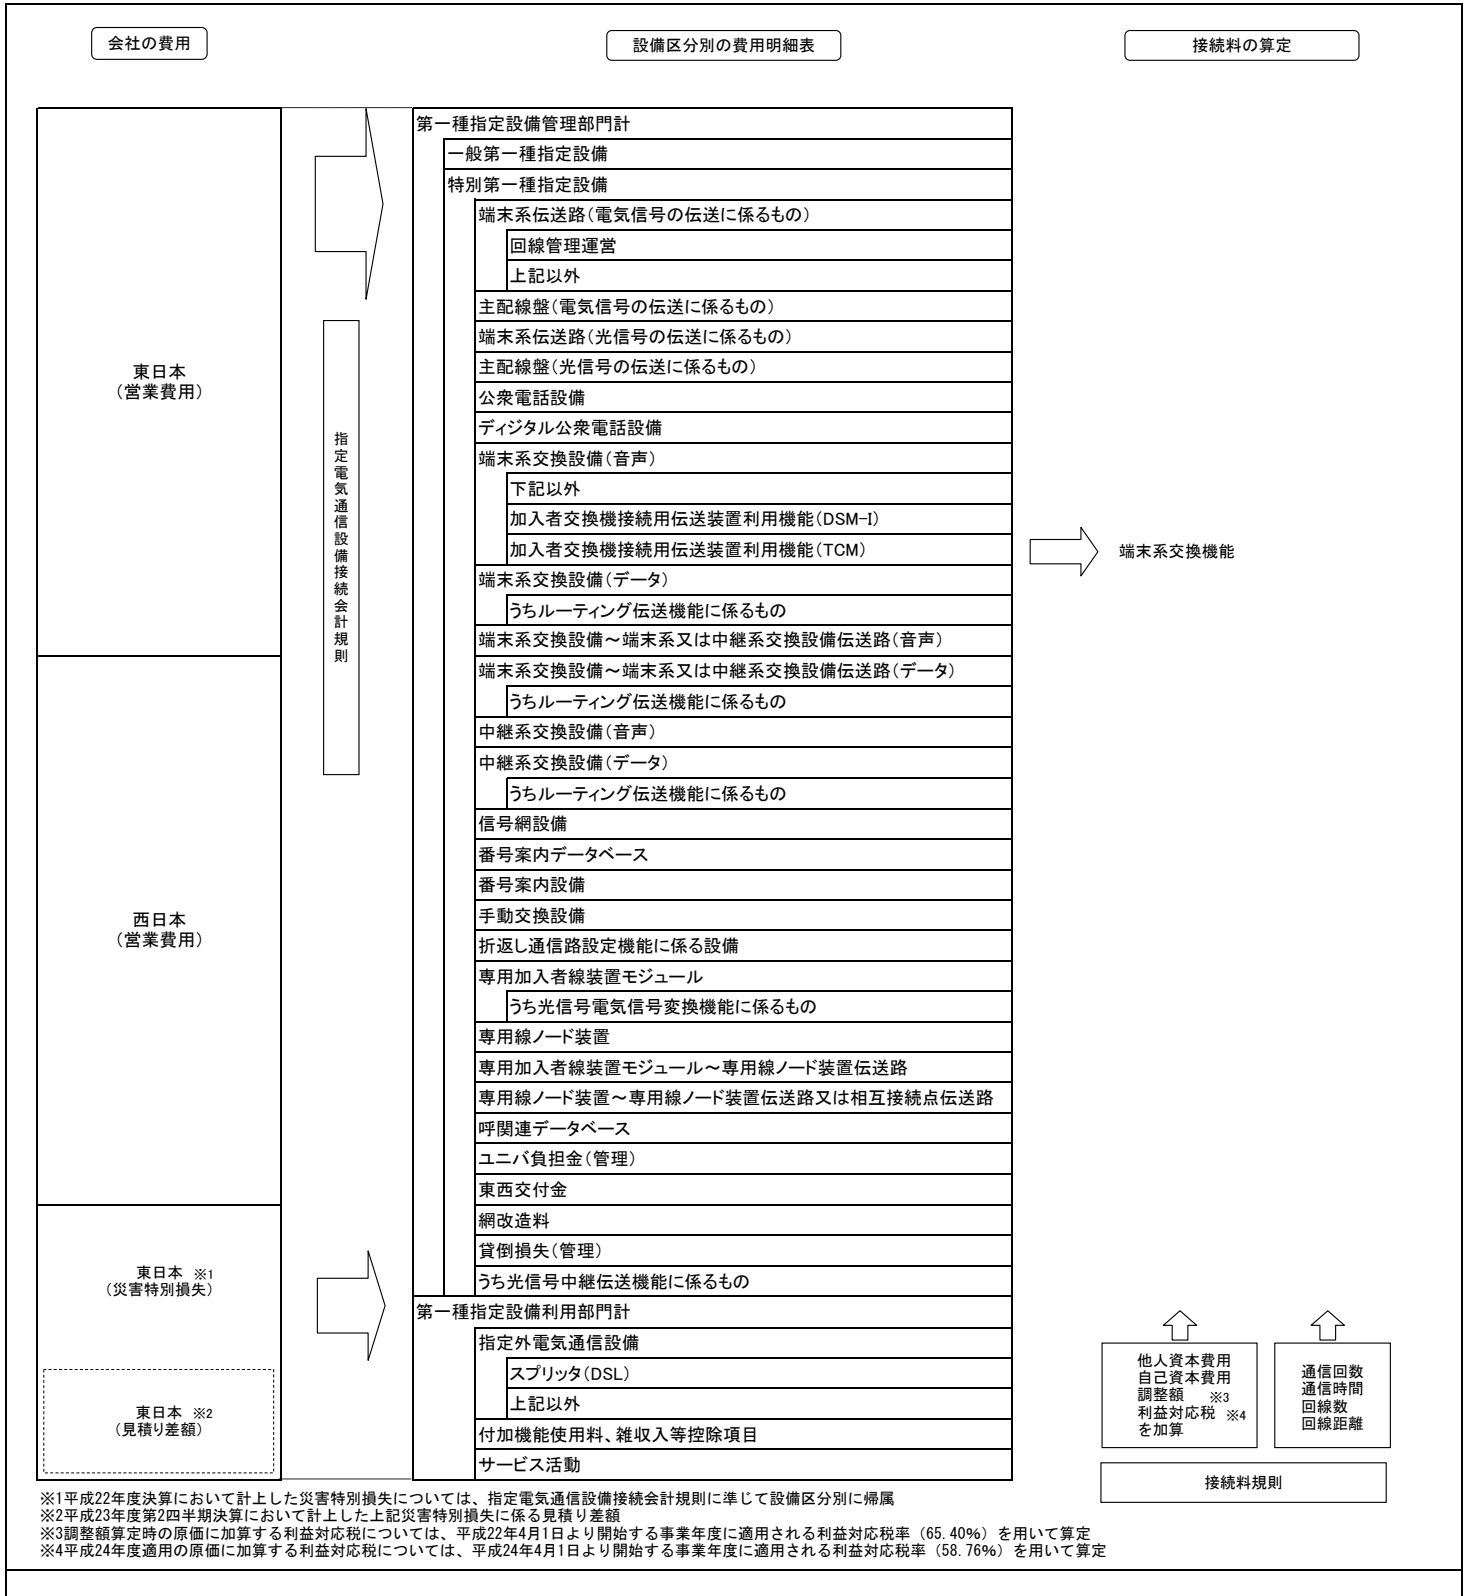 会社の費用
設備区分別の費用明細表
接続料の算定
東日本
(営業費用)
西日本
(営業費用)
東日本 ※1
(災害特別損失)
東日本 ※2
(見積り差額)
指定電気通信設備接続会計規則
第一種指定設備管理部門計
一般第一種指定設備
特別第一種指定設備
端末系伝送路(電気信号の伝送に係るもの)
回線管理運営
上記以外
主配線盤(電気信号の伝送に係るもの)
端末系伝送路(光信号の伝送に係るもの)
主配線盤(光信号の伝送に係るもの)
公衆電話設備
ディジタル公衆電話設備
端末系交換設備(音声)
下記以外
加入者交換機接続用伝送装置利用機能(DSM-I)
加入者交換機接続用伝送装置利用機能(TCM)
端末系交換設備(データ)
うちルーティング伝送機能に係るもの
端末系交換設備～端末系又は中継系交換設備伝送路(音声)
端末系交換設備～端末系又は中継系交換設備伝送路(データ)
うちルーティング伝送機能に係るもの
中継系交換設備(音声)
中継系交換設備(データ)
うちルーティング伝送機能に係るもの
信号網設備
番号案内データベース
番号案内設備
手動交換設備
折返し通信路設定機能に係る設備
専用加入者線装置モジュール
うち光信号電気信号変換機能に係るもの
専用線ノード装置
専用加入者線装置モジュール～専用線ノード装置伝送路
専用線ノード装置～専用線ノード装置伝送路又は相互接続点伝送路
呼関連データベース
ユニバ負担金(管理)
東西交付金
網改造料
貸倒損失(管理)
うち光信号中継伝送機能に係るもの
第一種指定設備利用部門計
指定外電気通信設備
スプリッタ(DSL)
上記以外
付加機能使用料、雑収入等控除項目
サービス活動
端末系交換機能
他人資本費用
自己資本費用
調整額 ※3
利益対応税 ※4
を加算
通信回数
通信時間
回線数
回線距離
接続料規則
※1平成22年度決算において計上した災害特別損失については、指定電気通信設備接続会計規則に準じて設備区分別に帰属
※2平成23年度第2四半期決算において計上した上記災害特別損失に係る見積り差額
※3調整額算定時の原価に加算する利益対応税については、平成22年4月1日より開始する事業年度に適用される利益対応税率（65.40%）を用いて算定
※4平成24年度適用の原価に加算する利益対応税については、平成24年4月1日より開始する事業年度に適用される利益対応税率（58.76%）を用いて算定